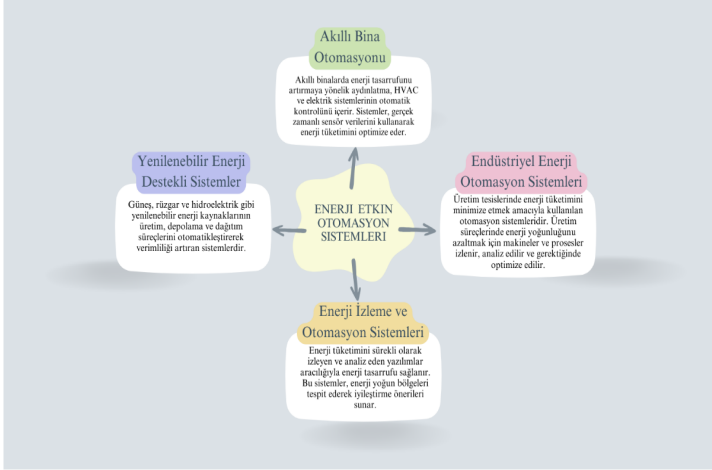 Akıllı Bina
Otomasyonu
Akıllı binalarda enerji tasarrufunu
artırmaya yönelik aydınlatma, HVAC
ve elektrik sistemlerinin otomatik
kontrolünü içerir. Sistemler, gerçek
zamanlı sensör verilerini kullanarak
enerji tüketimini optimize eder.
Yenilenebilir Enerji
Destekli Sistemler
Güneş, rüzgar ve hidroelektrik gibi
yenilenebilir enerji kaynaklarının
üretim, depolama ve dağıtım
süreçlerini otomatikleştirerek
verimliliği artıran sistemlerdir.
ENERJI ETKIN
OTOMASYON
SISTEMLERI
Endüstriyel Enerji
Otomasyon Sistemleri
Üretim tesislerinde enerji tüketimini
minimize etmek amacıyla kullanılan
otomasyon sistemleridir. Üretim
süreçlerinde enerji yoğunluğunu
azaltmak için makineler ve prosesler
izlenir, analiz edilir ve gerektiğinde
optimize edilir.
Enerji İzleme ve
Otomasyon Sistemleri
Enerji tüketimini sürekli olarak
izleyen ve analiz eden yazılımlar
aracılığıyla enerji tasarrufu sağlanır.
Bu sistemler, enerji yoğun bölgeleri
tespit ederek iyileştirme önerileri
sunar.